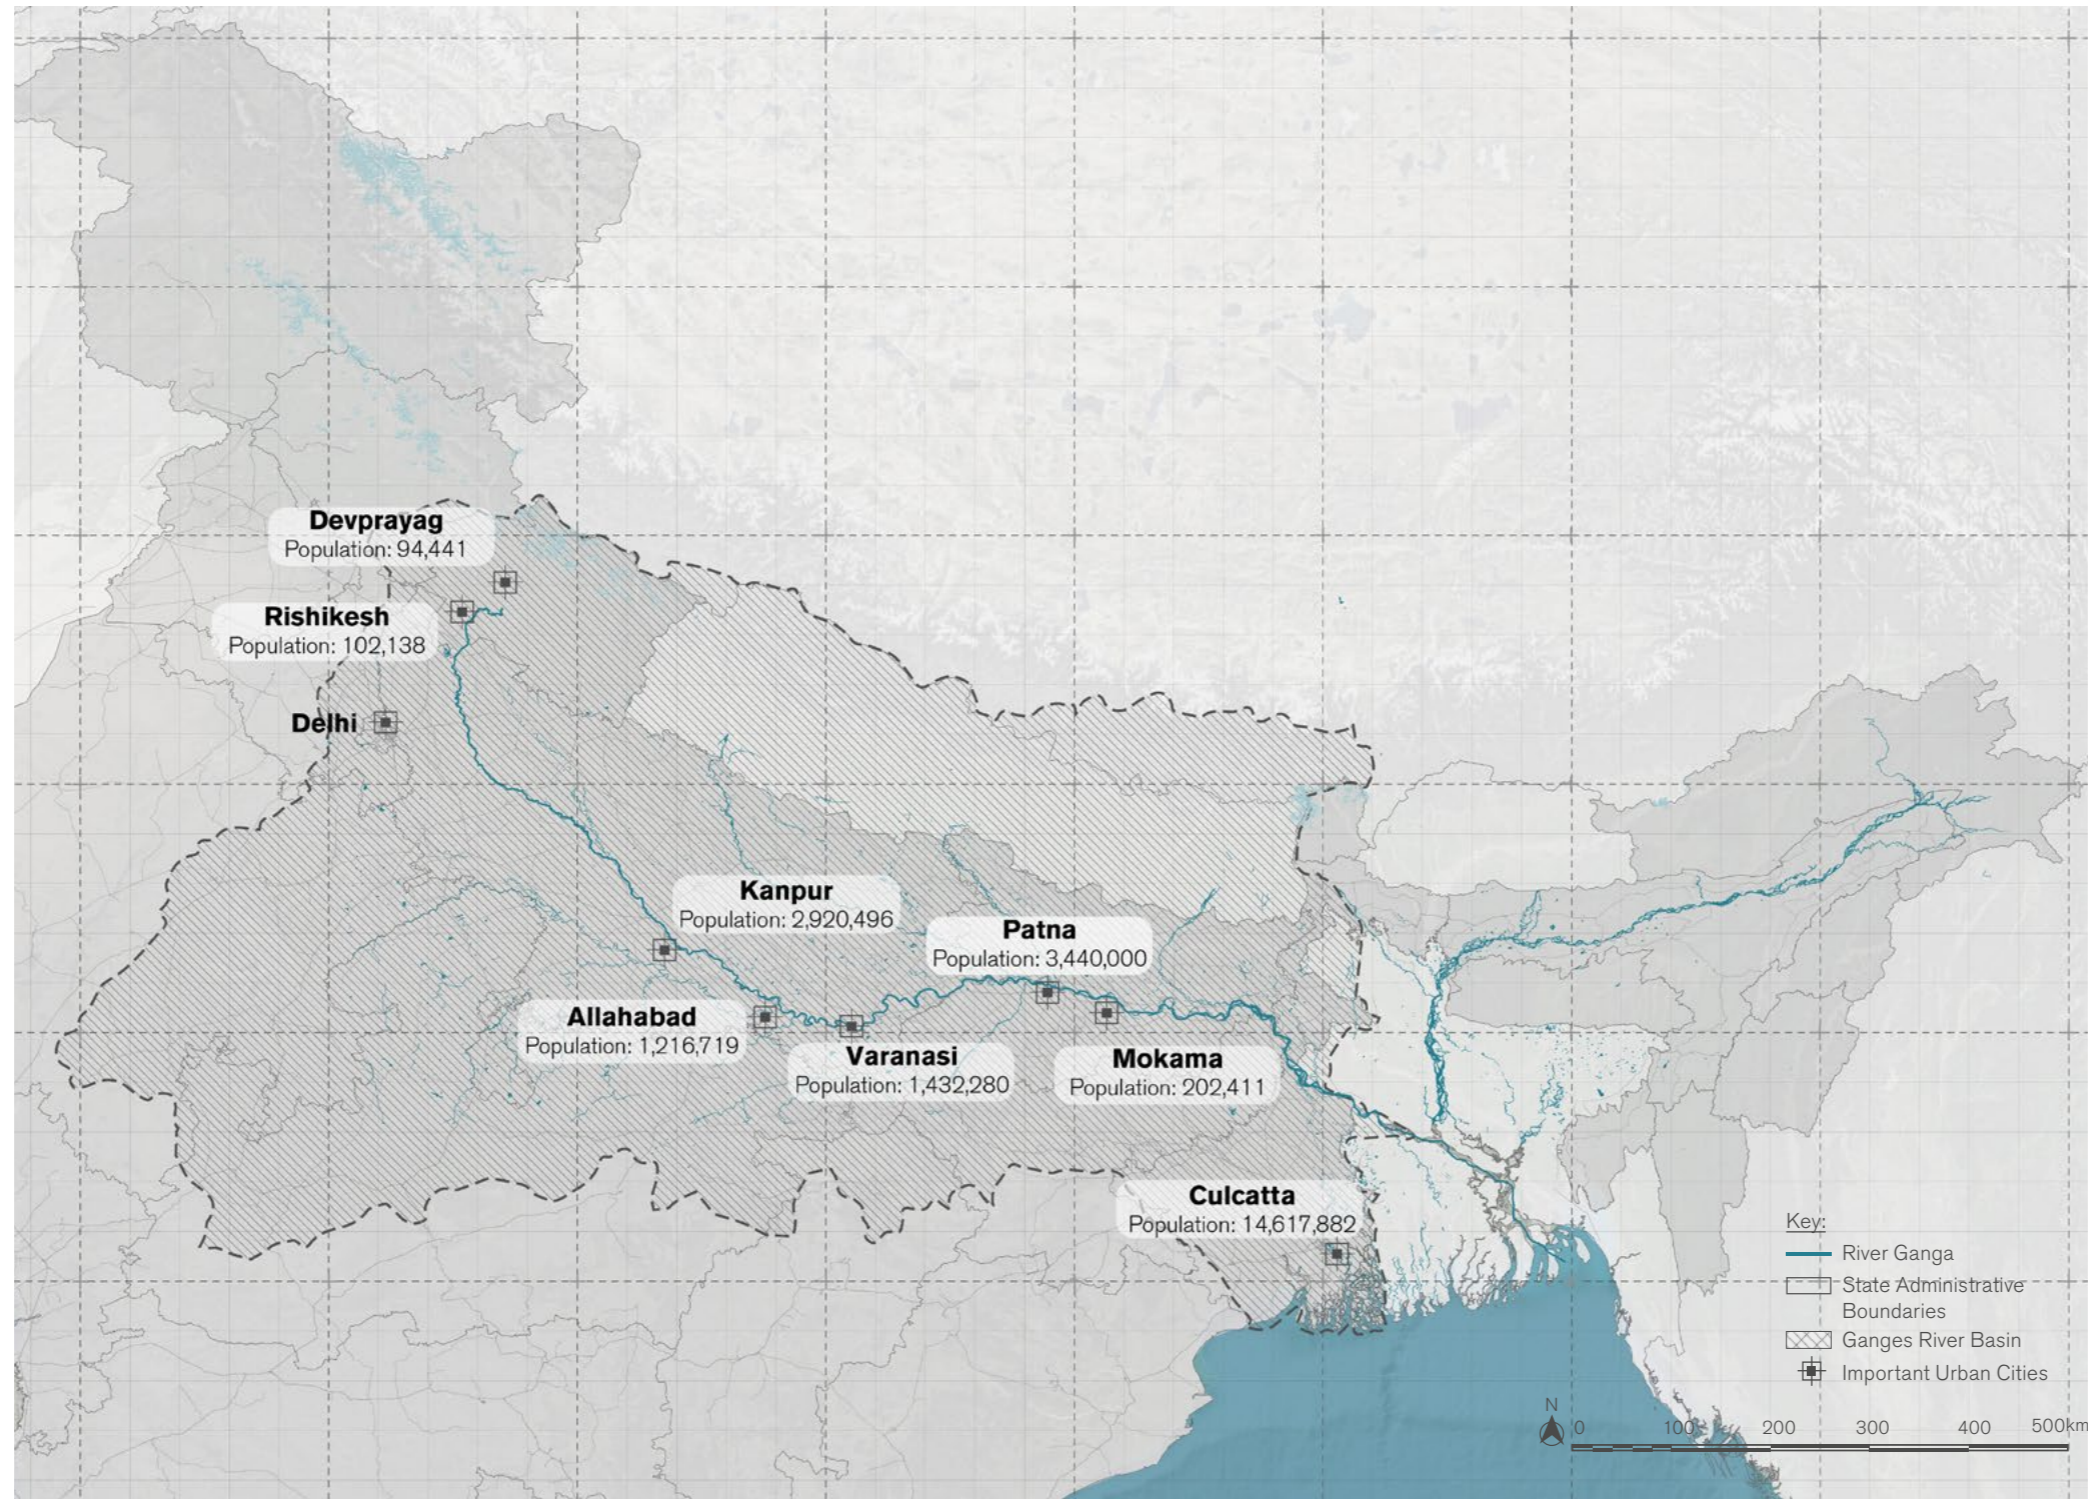 Devprayag
Population: 94,441
Rishikesh
Population: 102,138
Delhi
Kanpur
Population: 2,920,496
Patna
Population: 3,440,000
Allahabad
Population: 1,216,719
Varanasi
Population: 1,432,280
Mokama
Population: 202,411
Culcatta
Population: 14,617,882
Key:
River Ganga
State Administrative
Boundaries
Ganges River Basin
Important Urban Cities
N
0 100 200 300 400 500km